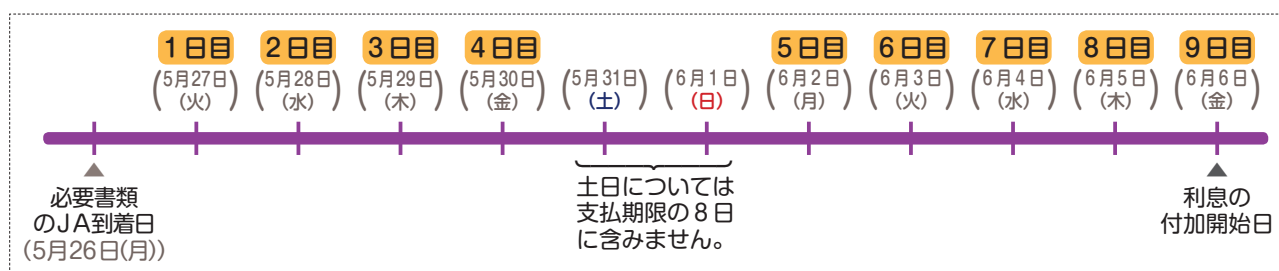 1日目 2日目 3日目 4日目 5日目 6日目 7日目 8日目 9日目
(5月27日) (5月28日) (5月29日) (5月30日) (5月31日) (6月1日) (6月2日) (6月3日) (6月4日) (6月5日) (6月6日)
(火) (水) (木) (金) (土) (日) (月) (火) (水) (木) (金)
必要書類
のJA到着日
(5月26日(月))
土日については
支払期限の8日
に含みません。
利息の
付加開始日